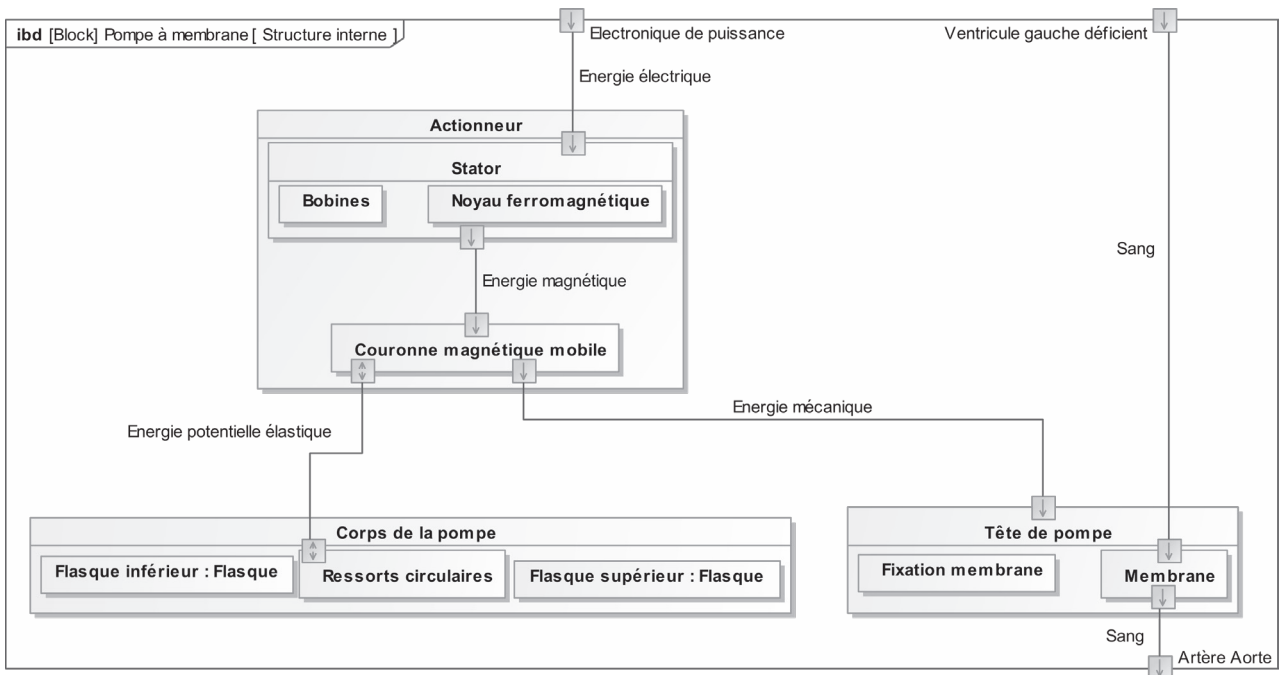 ibd [Block] Pompe à membrane [ Structure interne ]
Electronique de puissance
Ventricule gauche déficient
Energie électrique
Actionneur
Stator
Bobines
Noyau ferromagnétique
Sang
Energie magnétique
Couronne magnétique mobile
Energie mécanique
Energie potentielle élastique
Corps de la pompe
Tête de pompe
Flasque inférieur : Flasque
Ressorts circulaires
Flasque supérieur : Flasque
Fixation membrane
Membrane
Sang
Artère Aorte